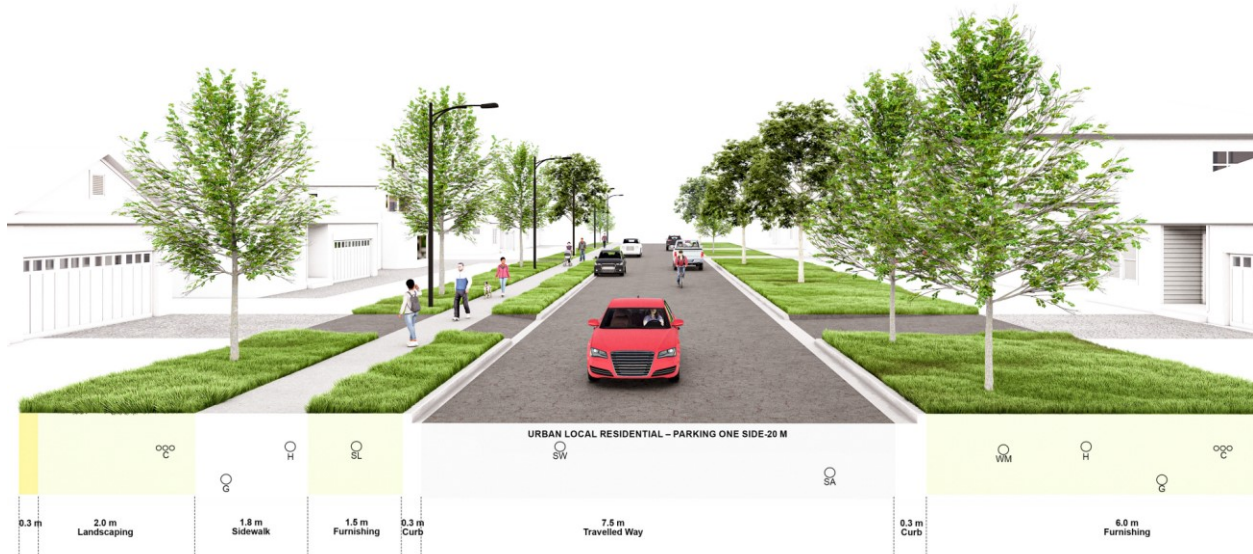 URBAN LOCAL RESIDENTIAL – PARKING ONE SIDE-20 M
C
G
H
SL
SW
SA
WM
H
G
C
0.3 m
2.0 m
Landscaping
1.8 m
Sidewalk
1.5 m
Furnishing
0.3 m
Curb
7.5 m
Travelled Way
0.3 m
Curb
6.0 m
Furnishing